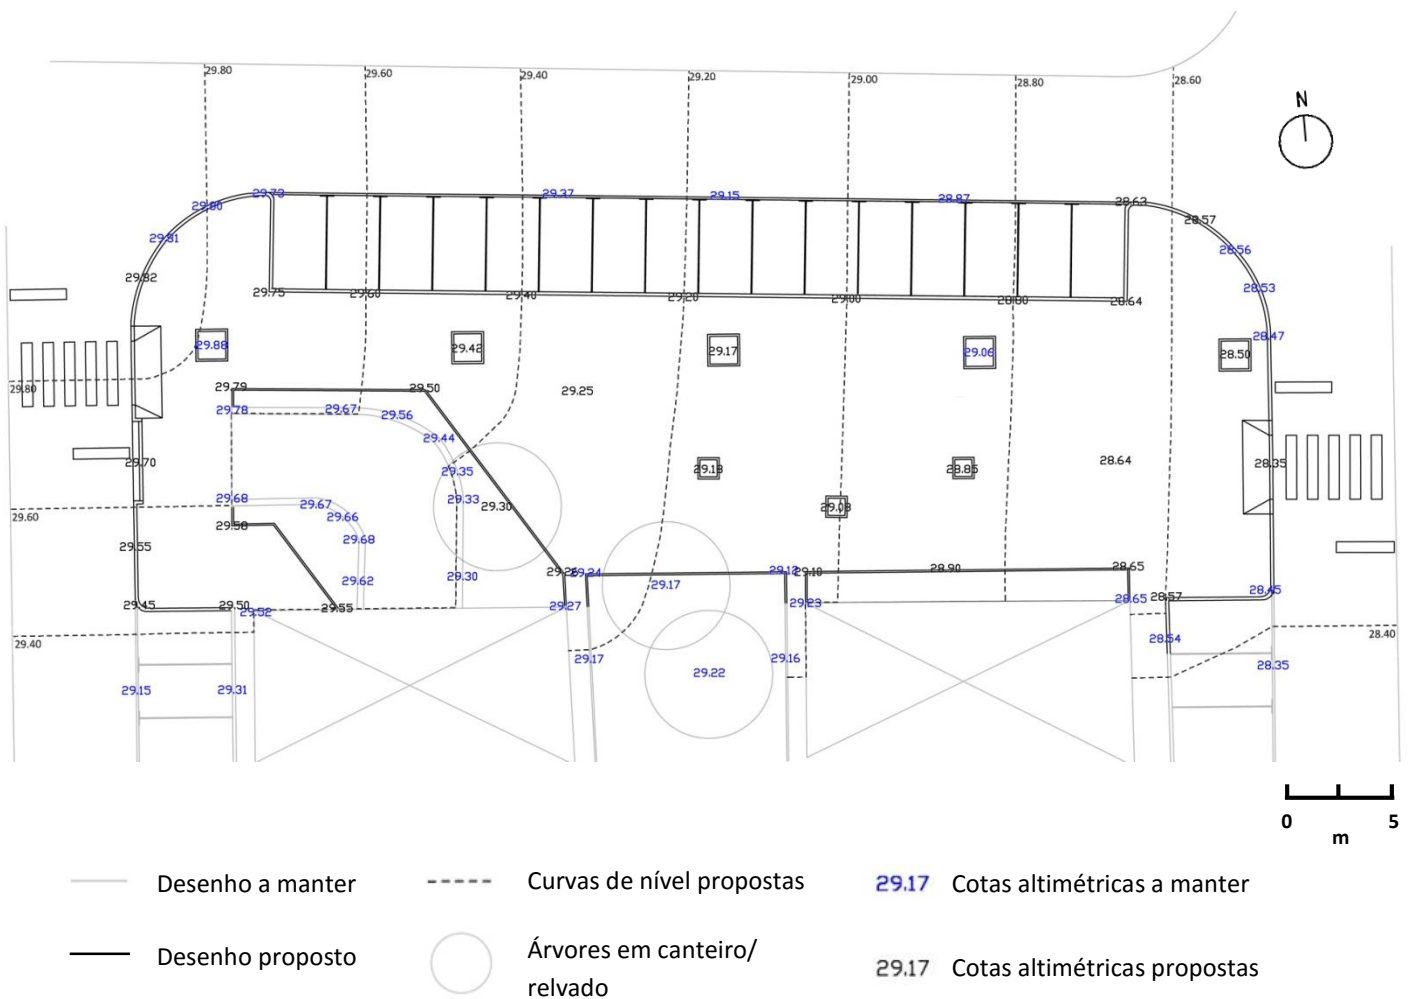 29.80 29.60 29.40 29.20 29.00 28.80 28.60
N
29.73 29.37 29.15 28.87 28.63
29.80 28.57
29.81 28.56
29.82 28.53
29.75 29.60 29.40 29.20 29.00 28.80 28.64
28.47
29.88 29.42 29.17 29.06 28.50
29.80 29.79 29.50 29.25
29.78 29.67 29.56
29.44
29.70 29.35 29.18 28.85 28.64 28.35
29.68 29.67 29.33 29.30 29.03
29.60 29.58 29.66
29.55 29.68
29.62 29.30 29.26 29.24 29.17 29.12 29.10 28.90 28.65
29.45 29.50 29.52 29.55 29.27 29.23 28.65 28.57 28.45
29.40 28.54 28.40
29.17 29.16 28.35
29.15 29.31 29.22
0 5
m
Desenho a manter Curvas de nível propostas 29.17 Cotas altimétricas a manter
Desenho proposto Árvores em canteiro/ 29.17 Cotas altimétricas propostas
relvado